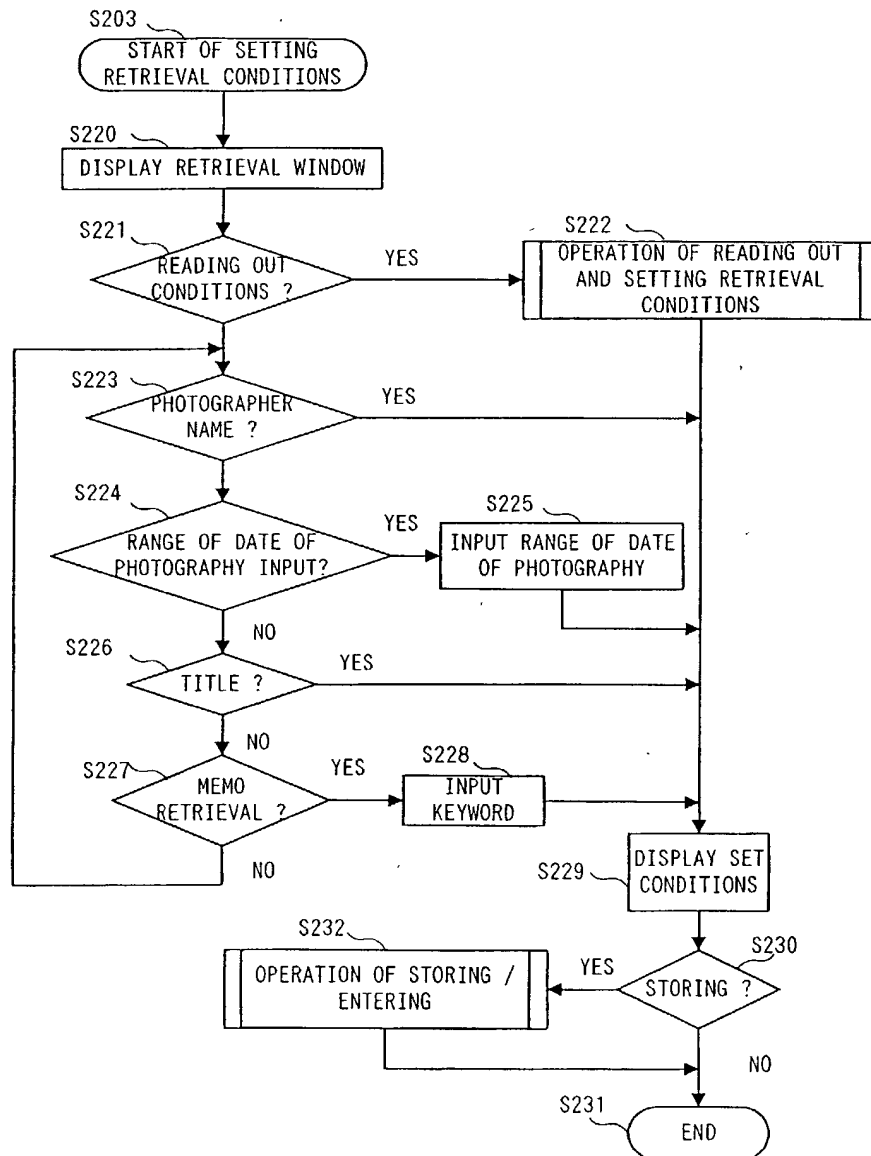 S203
START OF SETTING
RETRIEVAL CONDITIONS
S220
DISPLAY RETRIEVAL WINDOW
S221
READING OUT
CONDITIONS ?
YES
S222
OPERATION OF READING OUT
AND SETTING RETRIEVAL
CONDITIONS
S223
PHOTOGRAPHER
NAME ?
YES
S224
RANGE OF DATE OF
PHOTOGRAPHY INPUT?
YES
S225
INPUT RANGE OF DATE
OF PHOTOGRAPHY
NO
S226
TITLE ?
YES
NO
S227
MEMO
RETRIEVAL ?
YES
S228
INPUT
KEYWORD
NO
S229
DISPLAY SET
CONDITIONS
S230
STORING ?
YES
S232
OPERATION OF STORING /
ENTERING
NO
S231
END